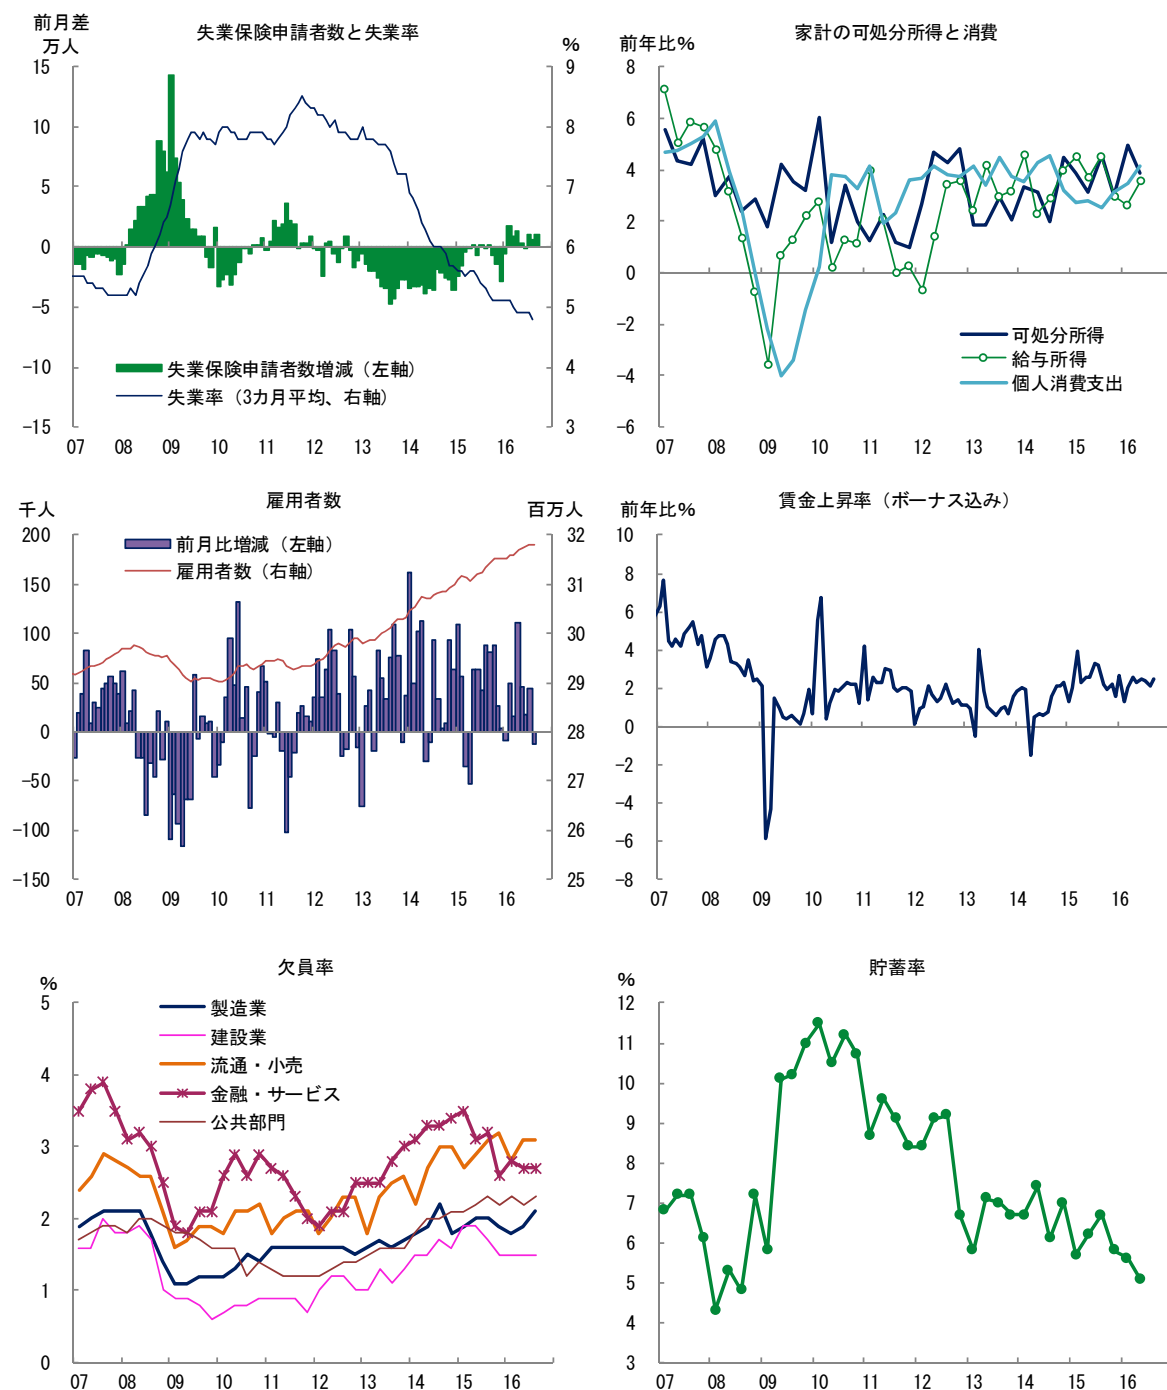 失業保険申請者数と失業率
前月差
万人
%
15
10
5
0
−5
−10
−15
9
8
7
6
5
4
3
失業保険申請者数増減（左軸）
失業率（3カ月平均、右軸）
07 08 09 10 11 12 13 14 15 16
家計の可処分所得と消費
前年比%
8
6
4
2
0
−2
−4
−6
可処分所得
給与所得
個人消費支出
07 08 09 10 11 12 13 14 15 16
雇用者数
千人
百万人
200
150
100
50
0
−50
−100
−150
32
31
30
29
28
27
26
25
前月比増減（左軸）
雇用者数（右軸）
07 08 09 10 11 12 13 14 15 16
賃金上昇率（ボーナス込み）
前年比%
10
8
6
4
2
0
−2
−4
−6
−8
07 08 09 10 11 12 13 14 15 16
欠員率
%
5
4
3
2
1
0
製造業
建設業
流通・小売
金融・サービス
公共部門
07 08 09 10 11 12 13 14 15 16
貯蓄率
%
12
11
10
9
8
7
6
5
4
3
07 08 09 10 11 12 13 14 15 16